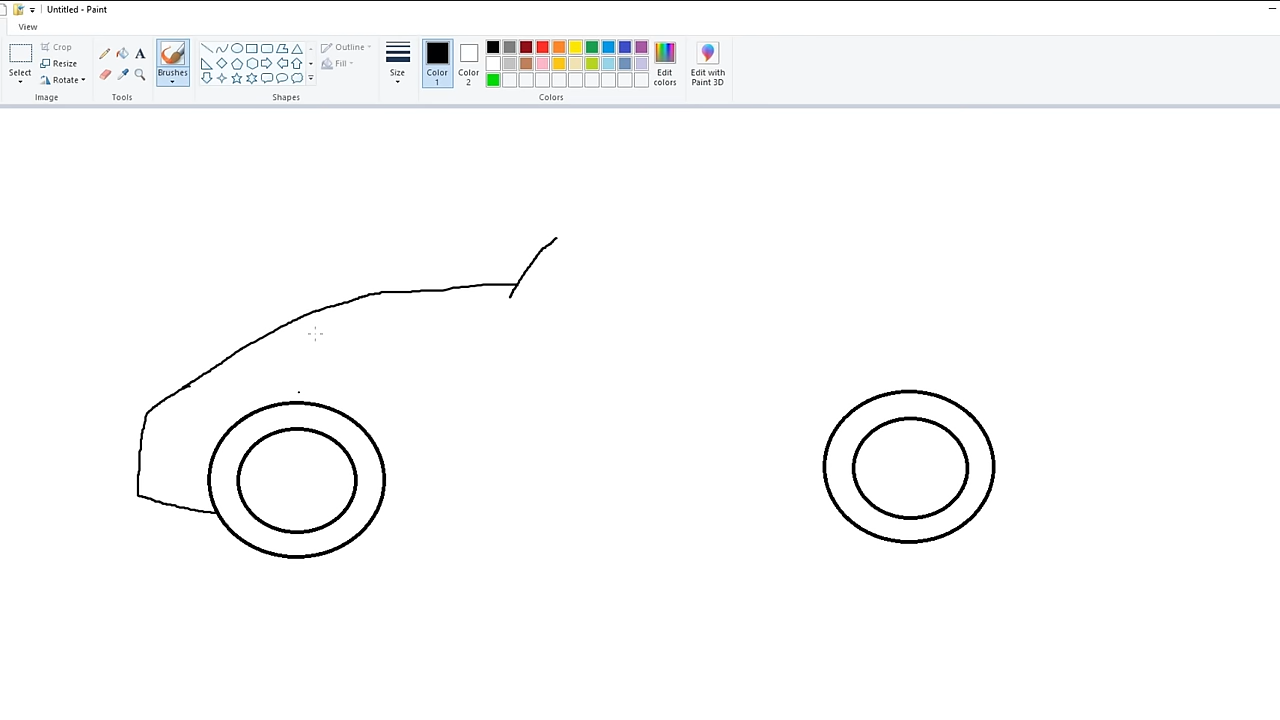 Untitled - Paint
View
Select
Crop
Resize
Rotate
Image
A
Tools
Brushes
Outline
Fill
Shapes
Size
Color 1
Color 2
Edit colors
Colors
Edit with Paint 3D